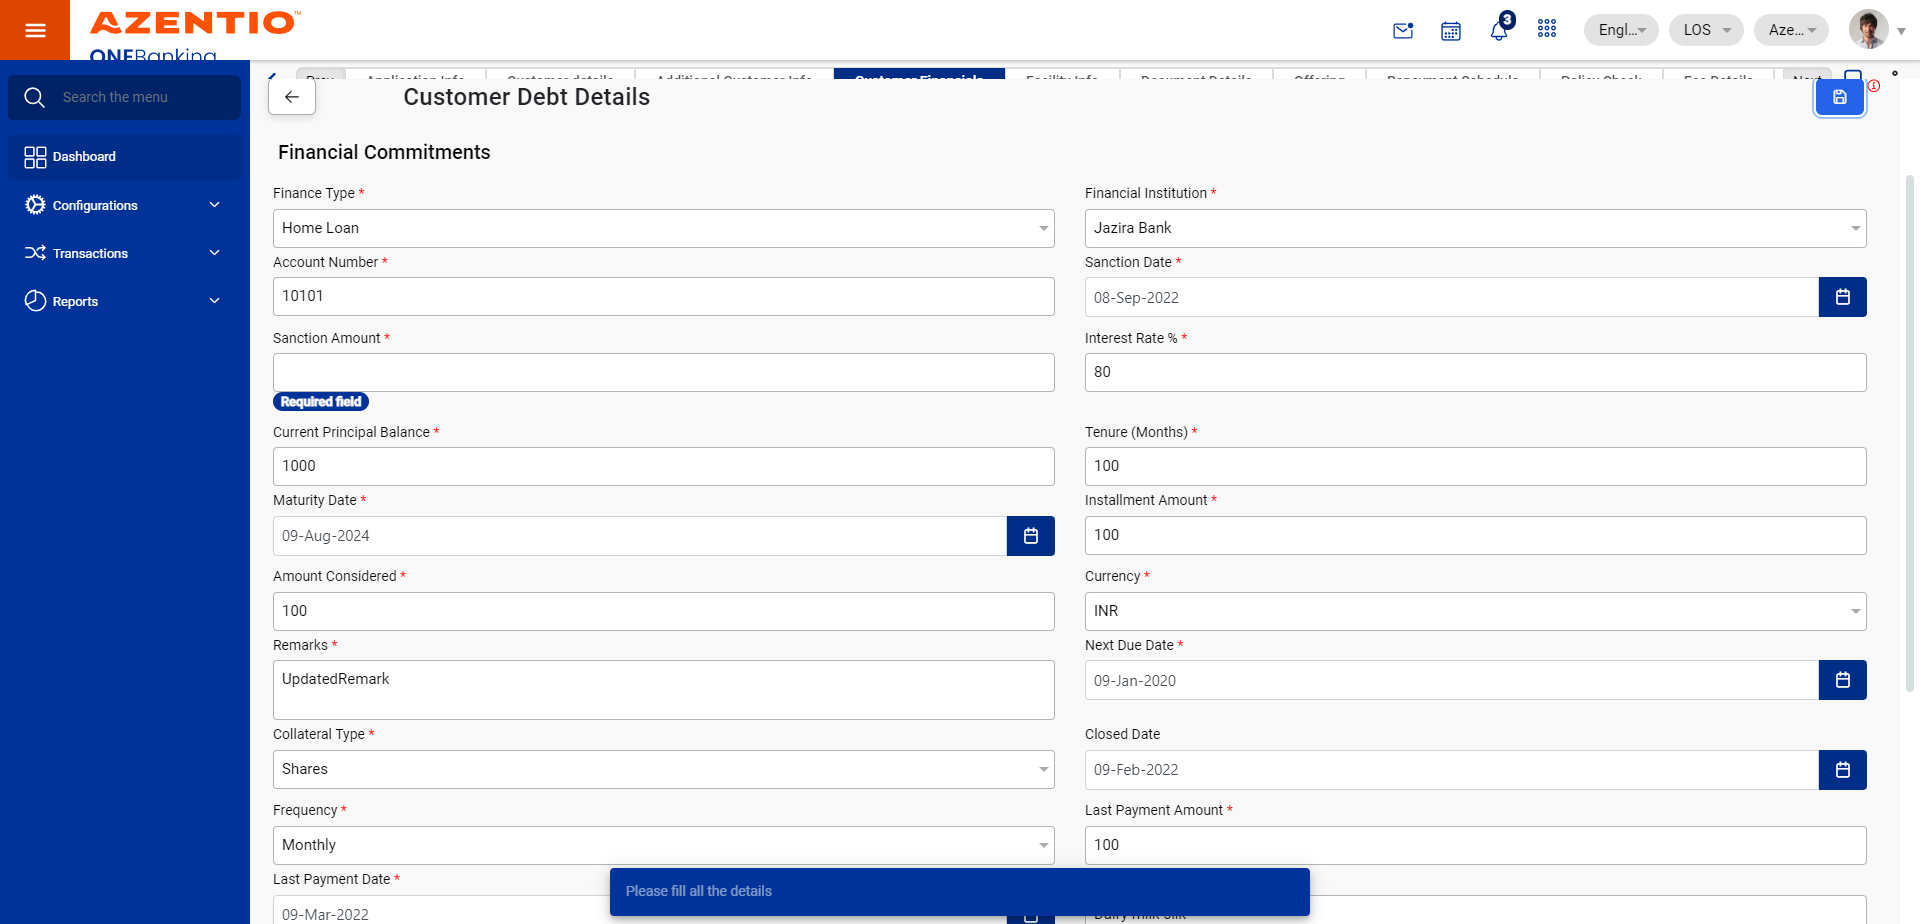 AZENTIO™
ONEBanking
3
Engl...
LOS
Aze...
Search the menu
Dashboard
Configurations
Transactions
Reports
Prev
Application Info
Customer details
Additional Customer Info
Customer Financials
Facility Info
Document Details
Offering
Repayment Schedule
Policy Check
Fee Details
Next
Customer Debt Details
Financial Commitments
Finance Type *
Home Loan
Financial Institution *
Jazira Bank
Account Number *
10101
Sanction Date *
08-Sep-2022
Sanction Amount *
Required field
Interest Rate % *
80
Current Principal Balance *
1000
Tenure (Months) *
100
Maturity Date *
09-Aug-2024
Installment Amount *
100
Amount Considered *
100
Currency *
INR
Remarks *
UpdatedRemark
Next Due Date *
09-Jan-2020
Collateral Type *
Shares
Closed Date
09-Feb-2022
Frequency *
Monthly
Last Payment Amount *
100
Last Payment Date *
09-Mar-2022
Dairy Milk Silk
Please fill all the details